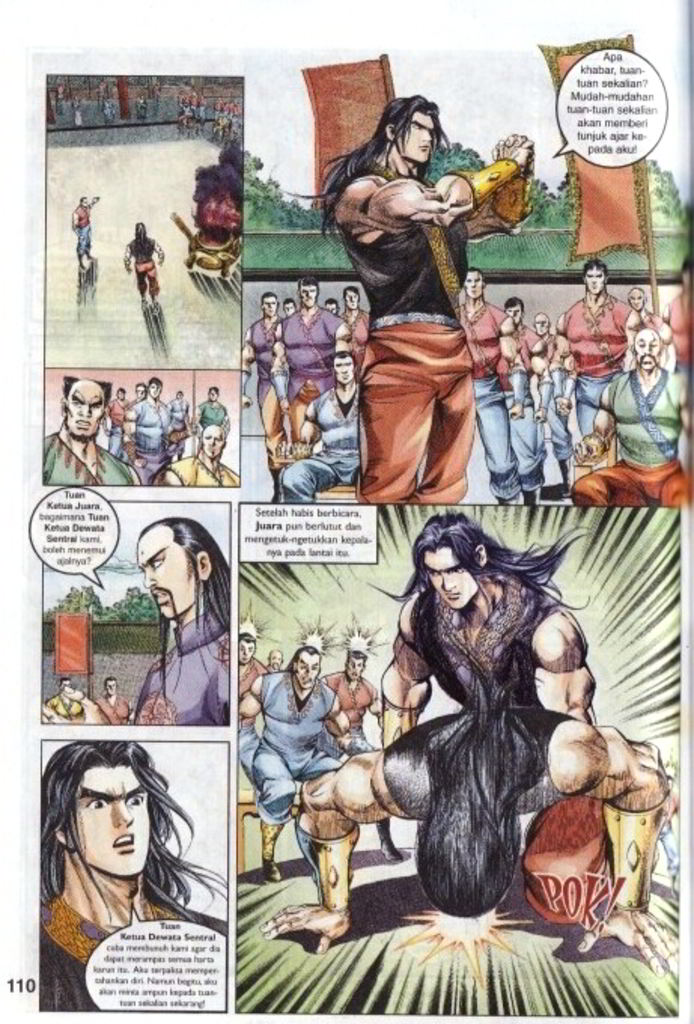 Apa
khabar, tuan-
tuan sekalian?
Mudah-mudahan
tuan-tuan sekalian
akan memberi
tunjuk ajar ke-
pada aku!
Tuan
Ketua Juara,
bagaimana Tuan
Ketua Dewata
Sentral kami,
boleh menemui
ajalnya?
Setelah habis berbicara,
Juara pun berlutut dan
mengetuk-ngetukkan kepala-
nya pada lantai itu.
Tuan
Ketua Dewata Sentral
cuba membunuh kami agar dia
dapat merampas semua harta
karun itu. Aku terpaksa memper-
tahankan diri. Namun begitu, aku
akan minta ampun kepada tuan-
tuan sekalian sekarang!
POK!
110